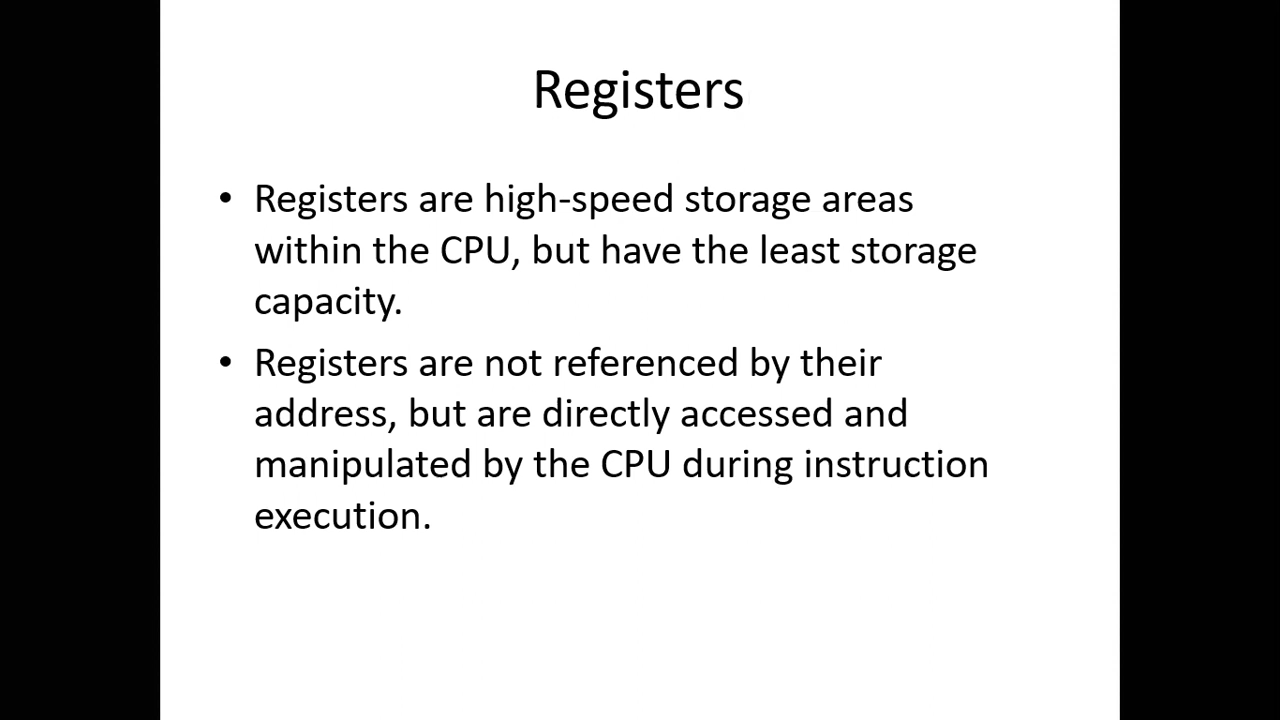 Registers
• Registers are high-speed storage areas
within the CPU, but have the least storage
capacity.
• Registers are not referenced by their
address, but are directly accessed and
manipulated by the CPU during instruction
execution.